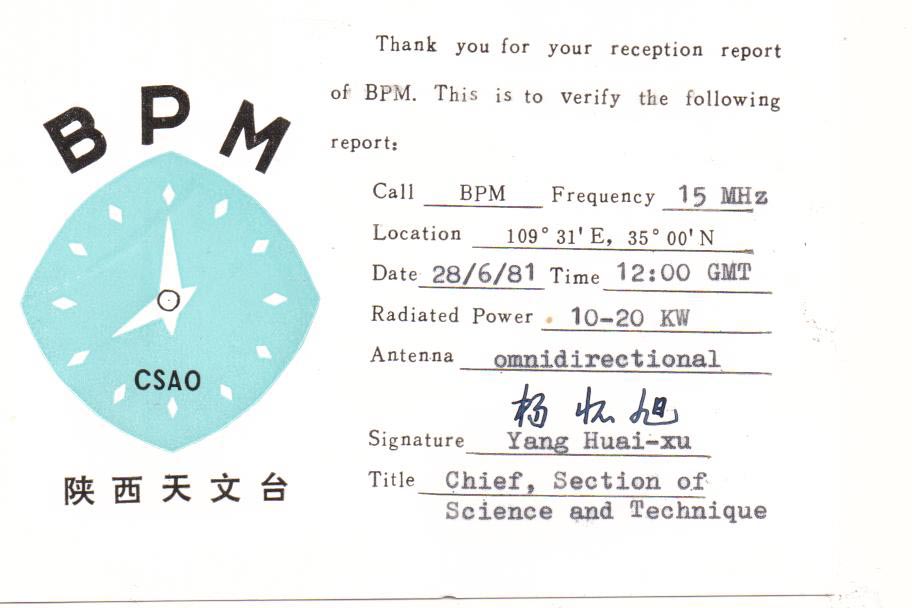 BPM
CSAO
陕西天文台
Thank you for your reception report
of BPM. This is to verify the following
report:
Call BPM Frequency 15 MHz
Location 109° 31' E, 35° 00' N
Date 28/6/81 Time 12:00 GMT
Radiated Power 10-20 KW
Antenna omnidirectional
杨怀旭
Signature Yang Huai-xu
Title Chief, Section of
Science and Technique